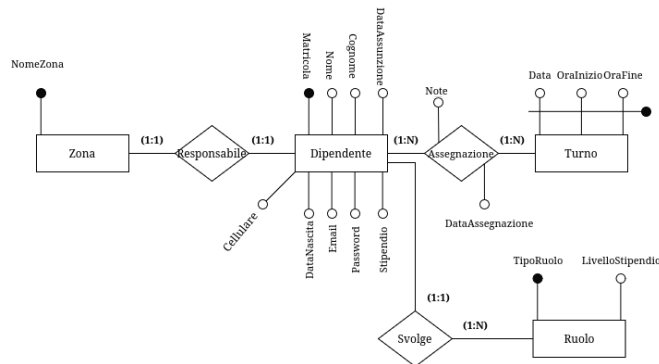 NomeZona
Matricola
Nome
Cognome
DataAssunzione
Note
Data
OraInizio
OraFine
Zona
(1:1)
Responsabile
(1:1)
Dipendente
(1:N)
Assegnazione
(1:N)
Turno
Cellulare
DataNascita
Email
Password
Stipendio
DataAssegnazione
TipoRuolo
LivelloStipendio
(1:1)
Svolge
(1:N)
Ruolo